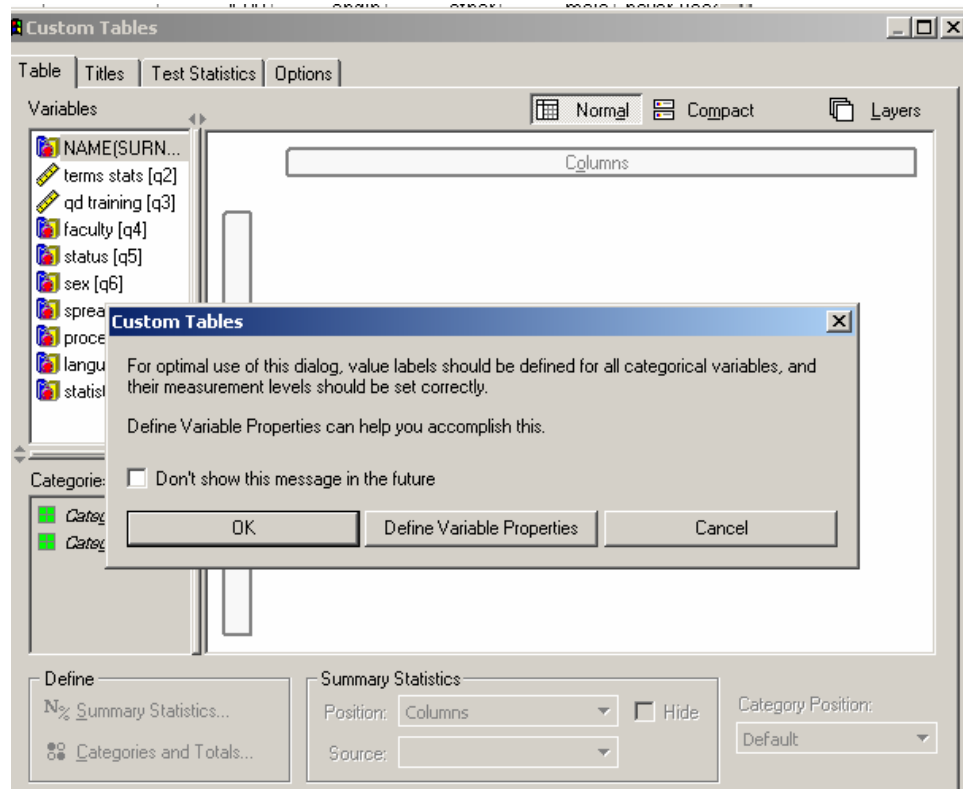 Custom Tables
Table Titles Test Statistics Options
Variables
Normal Compact Layers
NAME(SURN...
terms stats [q2]
qd training [q3]
faculty [q4]
status [q5]
sex [q6]
Columns
Custom Tables
For optimal use of this dialog, value labels should be defined for all categorical variables, and
their measurement levels should be set correctly.
Define Variable Properties can help you accomplish this.
Don't show this message in the future
OK Define Variable Properties Cancel
Define
N% Summary Statistics...
Categories and Totals...
Summary Statistics
Position: Columns Hide
Source:
Category Position:
Default